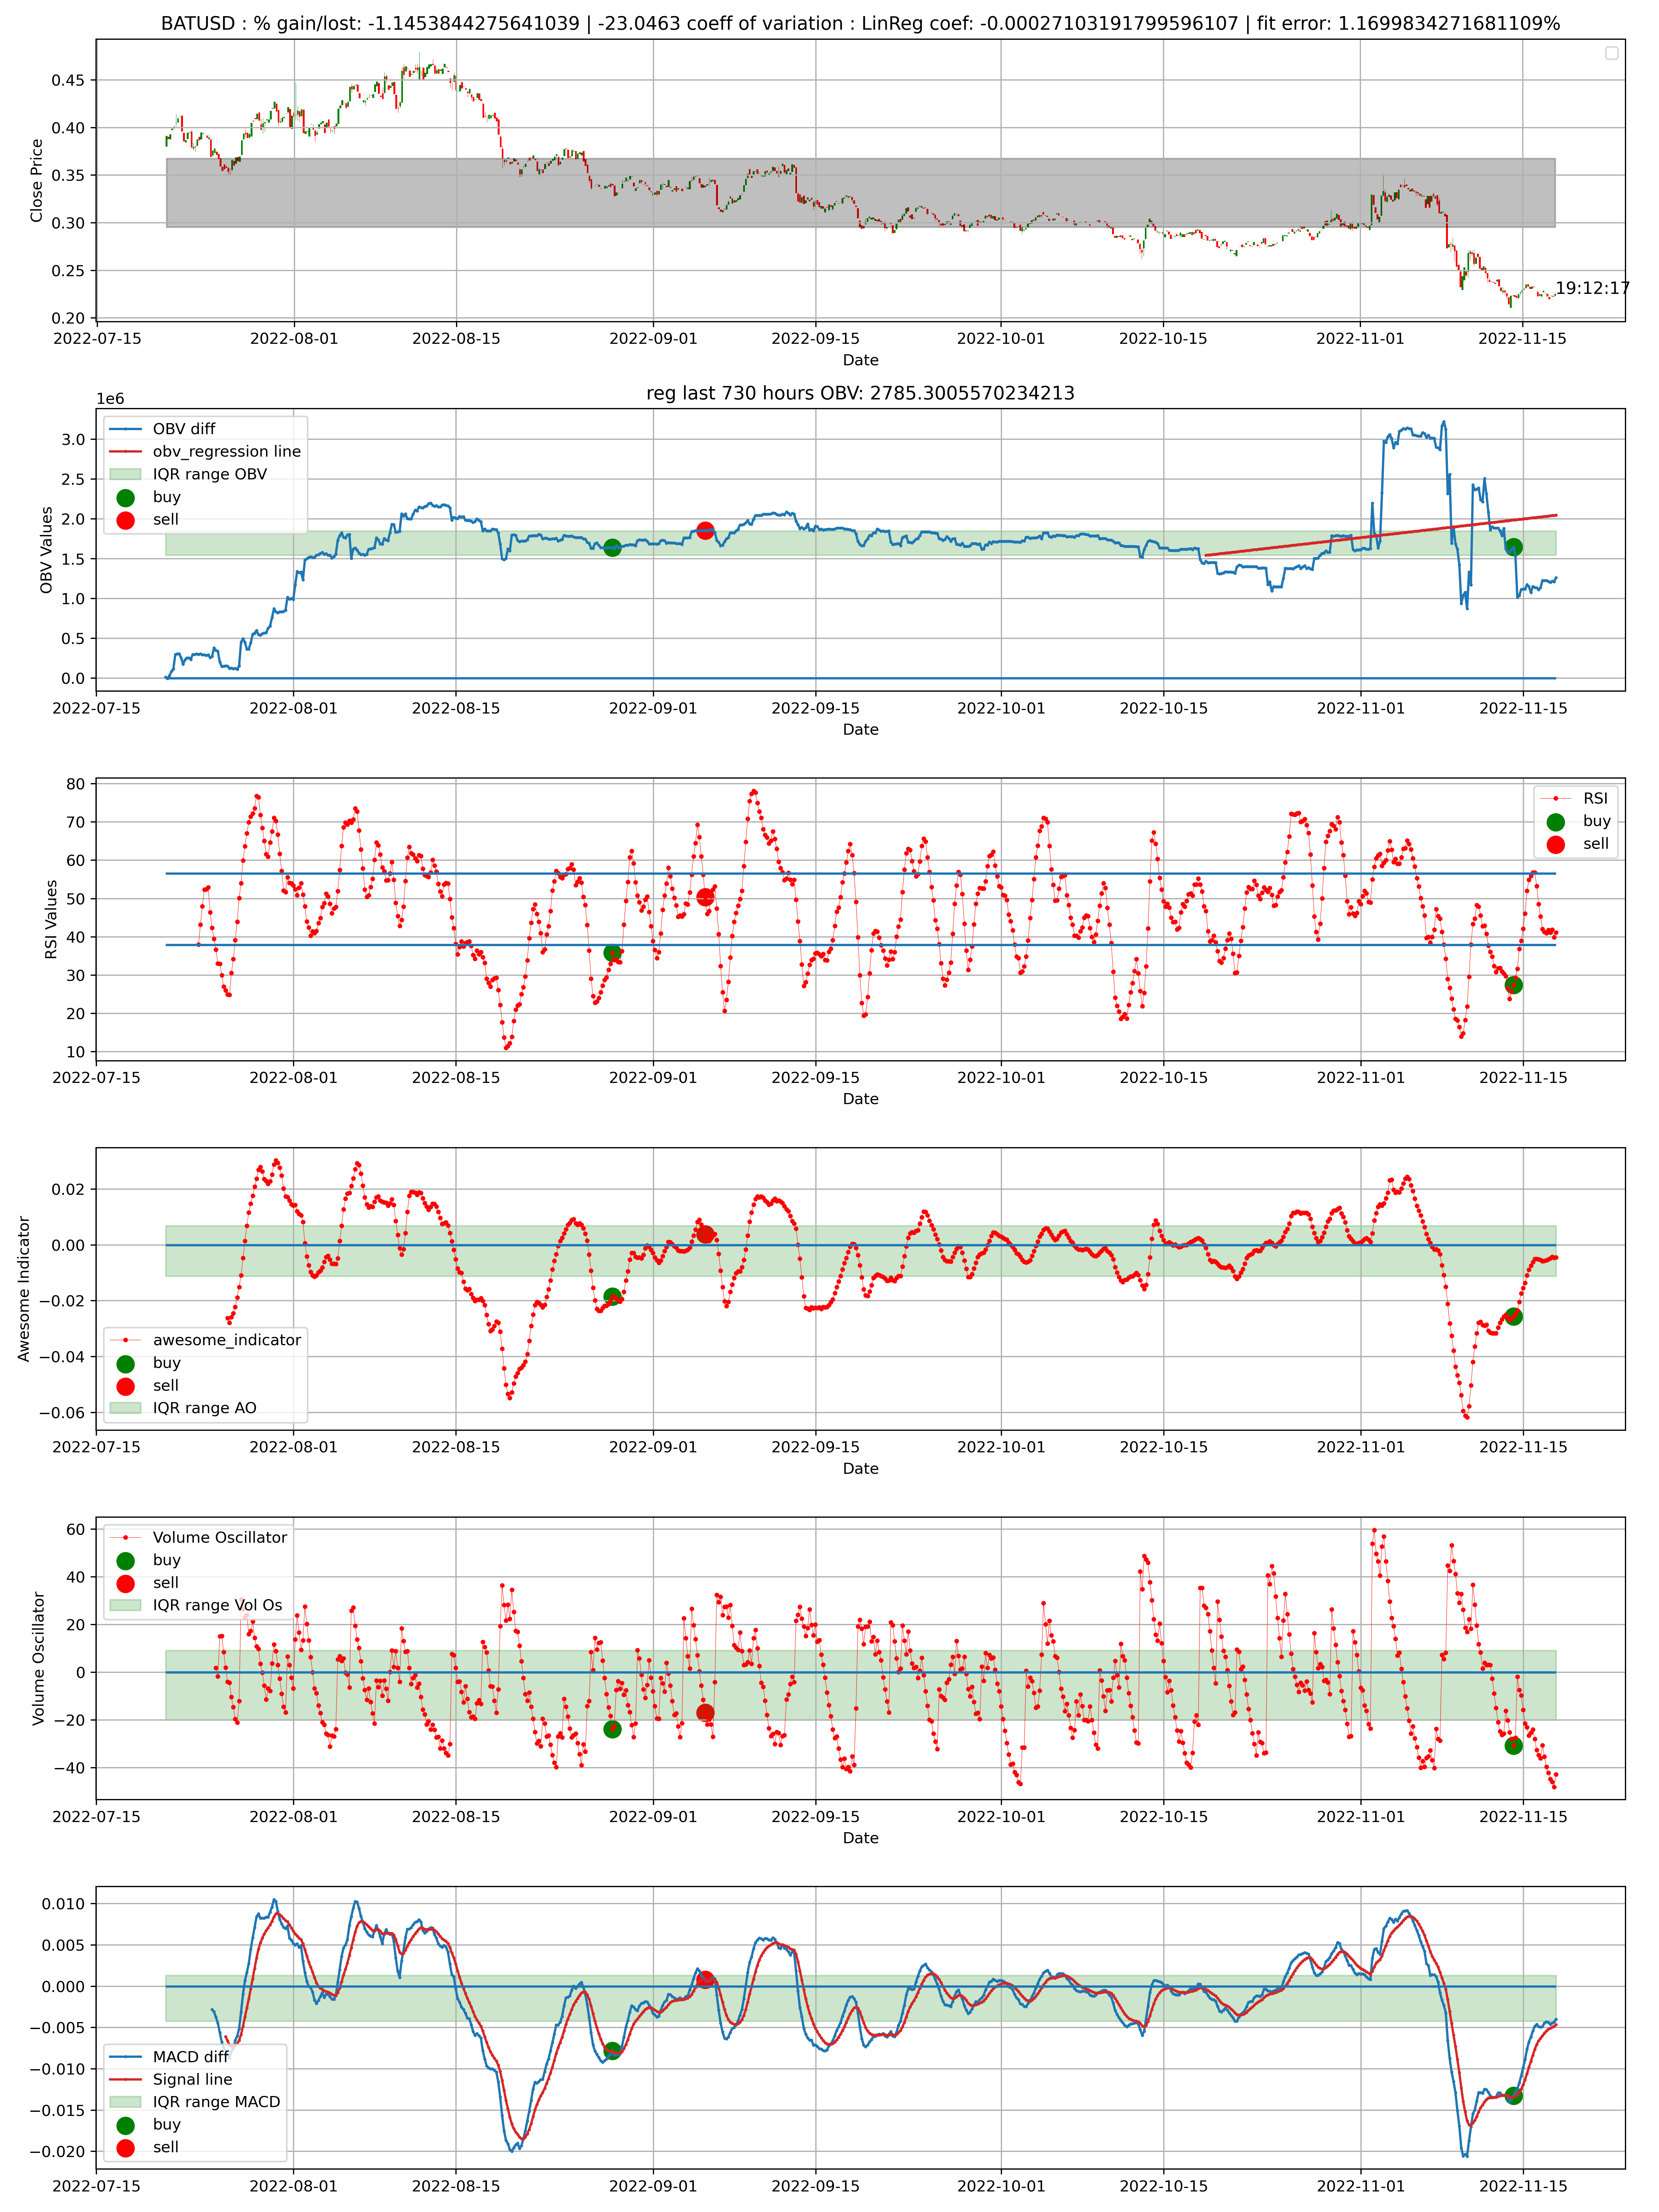 BATUSD : % gain/lost: -1.1453844275641039 | -23.0463 coeff of variation : LinReg coef: -0.00027103191799596107 | fit error: 1.1699834271681109%
Close Price
0.45
0.40
0.35
0.30
0.25
0.20
19:12:17
2022-07-15 2022-08-01 2022-08-15 2022-09-01 2022-09-15 2022-10-01 2022-10-15 2022-11-01 2022-11-15
Date
reg last 730 hours OBV: 2785.3005570234213
1e6
OBV Values
3.0
2.5
2.0
1.5
1.0
0.5
0.0
OBV diff
obv_regression line
IQR range OBV
buy
sell
2022-07-15 2022-08-01 2022-08-15 2022-09-01 2022-09-15 2022-10-01 2022-10-15 2022-11-01 2022-11-15
Date
RSI Values
80
70
60
50
40
30
20
10
RSI
buy
sell
2022-07-15 2022-08-01 2022-08-15 2022-09-01 2022-09-15 2022-10-01 2022-10-15 2022-11-01 2022-11-15
Date
Awesome Indicator
0.02
0.00
−0.02
−0.04
−0.06
awesome_indicator
buy
sell
IQR range AO
2022-07-15 2022-08-01 2022-08-15 2022-09-01 2022-09-15 2022-10-01 2022-10-15 2022-11-01 2022-11-15
Date
Volume Oscillator
60
40
20
0
−20
−40
Volume Oscillator
buy
sell
IQR range Vol Os
2022-07-15 2022-08-01 2022-08-15 2022-09-01 2022-09-15 2022-10-01 2022-10-15 2022-11-01 2022-11-15
Date
0.010
0.005
0.000
−0.005
−0.010
−0.015
−0.020
MACD diff
Signal line
IQR range MACD
buy
sell
2022-07-15 2022-08-01 2022-08-15 2022-09-01 2022-09-15 2022-10-01 2022-10-15 2022-11-01 2022-11-15